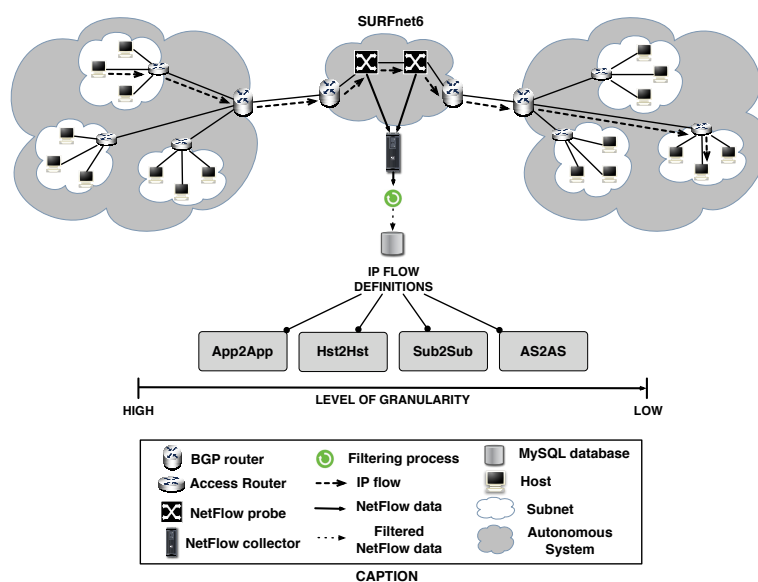 SURFnet6
IP FLOW
DEFINITIONS
App2App
Hst2Hst
Sub2Sub
AS2AS
HIGH
LEVEL OF GRANULARITY
LOW
BGP router
Filtering process
MySQL database
Access Router
IP flow
Host
NetFlow probe
NetFlow data
Subnet
NetFlow collector
Filtered
NetFlow data
Autonomous
System
CAPTION